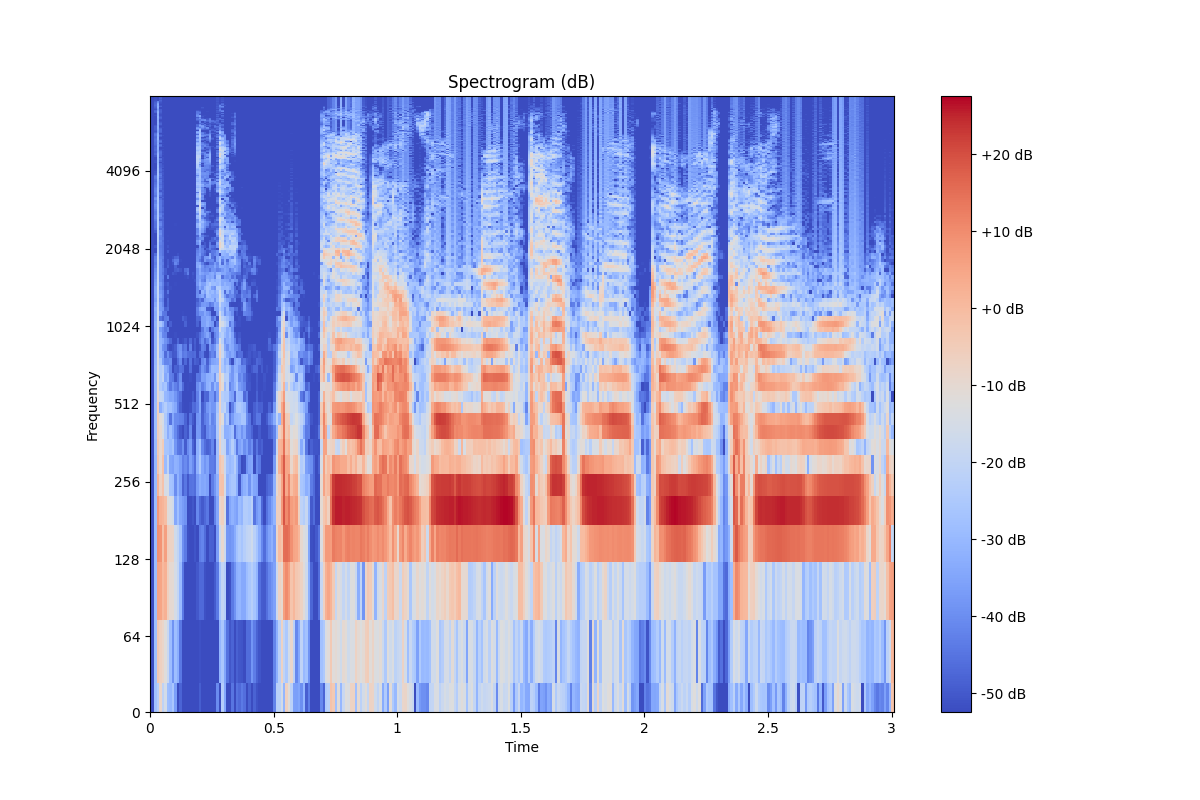 Spectrogram (dB)
4096
2048
1024
512
256
128
64
0
Frequency
0 0.5 1 1.5 2 2.5 3
Time
+20 dB
+10 dB
+0 dB
-10 dB
-20 dB
-30 dB
-40 dB
-50 dB